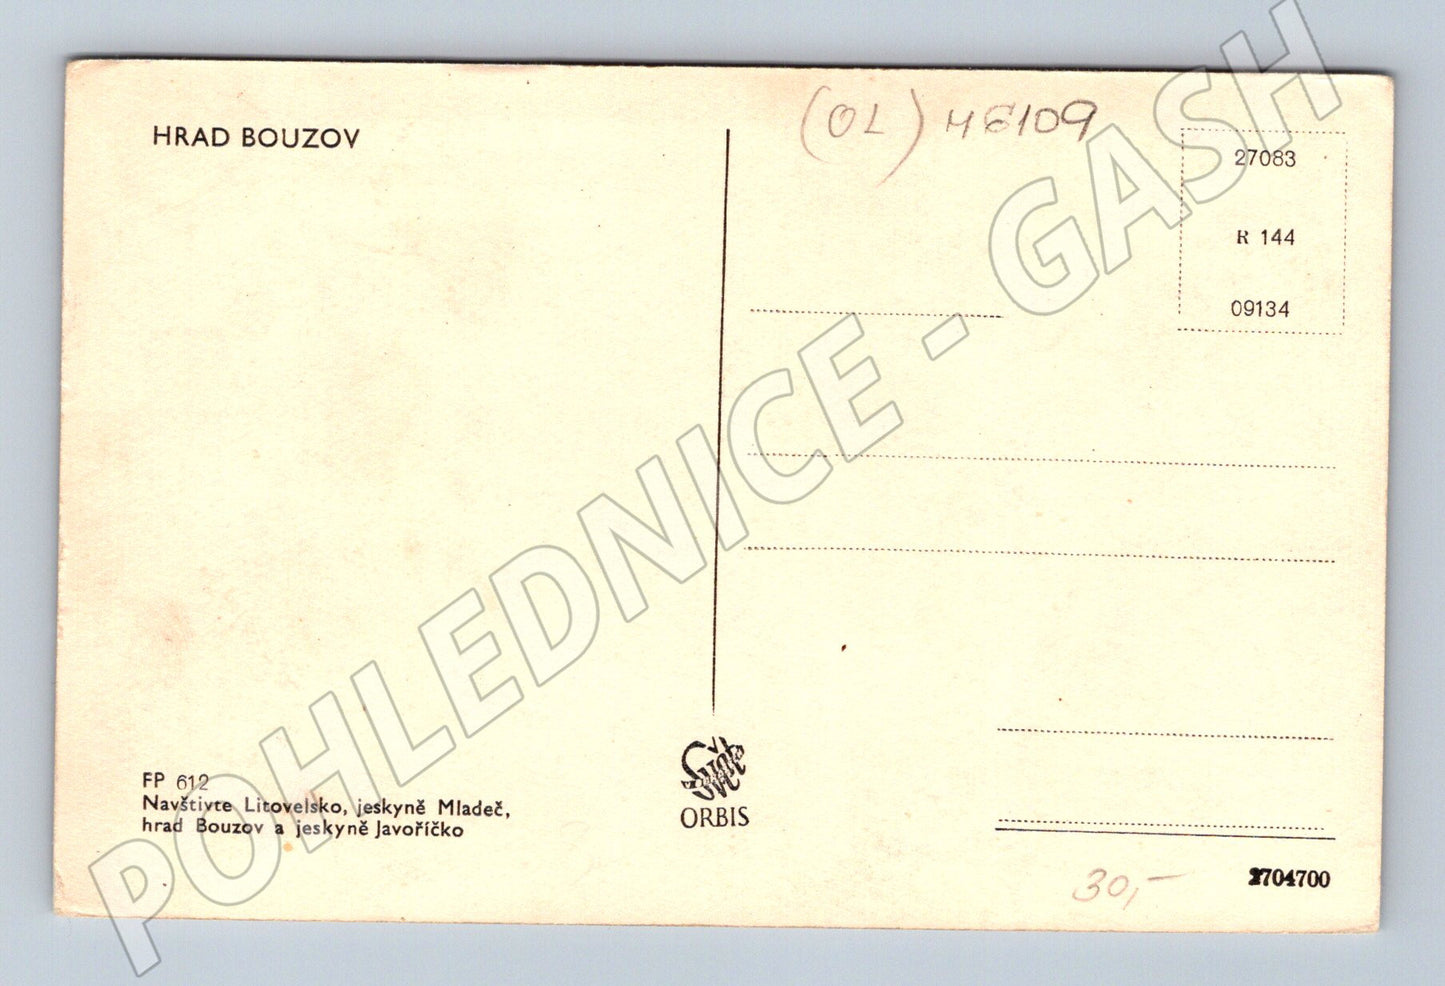 HRAD BOUZOV
(OL) 46109
27083
R 144
09134
FP 612
Navštivte Litovelsko, jeskyně Mladeč,
hrad Bouzov a jeskyně Javoříčko
Svět
ORBIS
30,-
2704700
POHLEDNICE - GASH